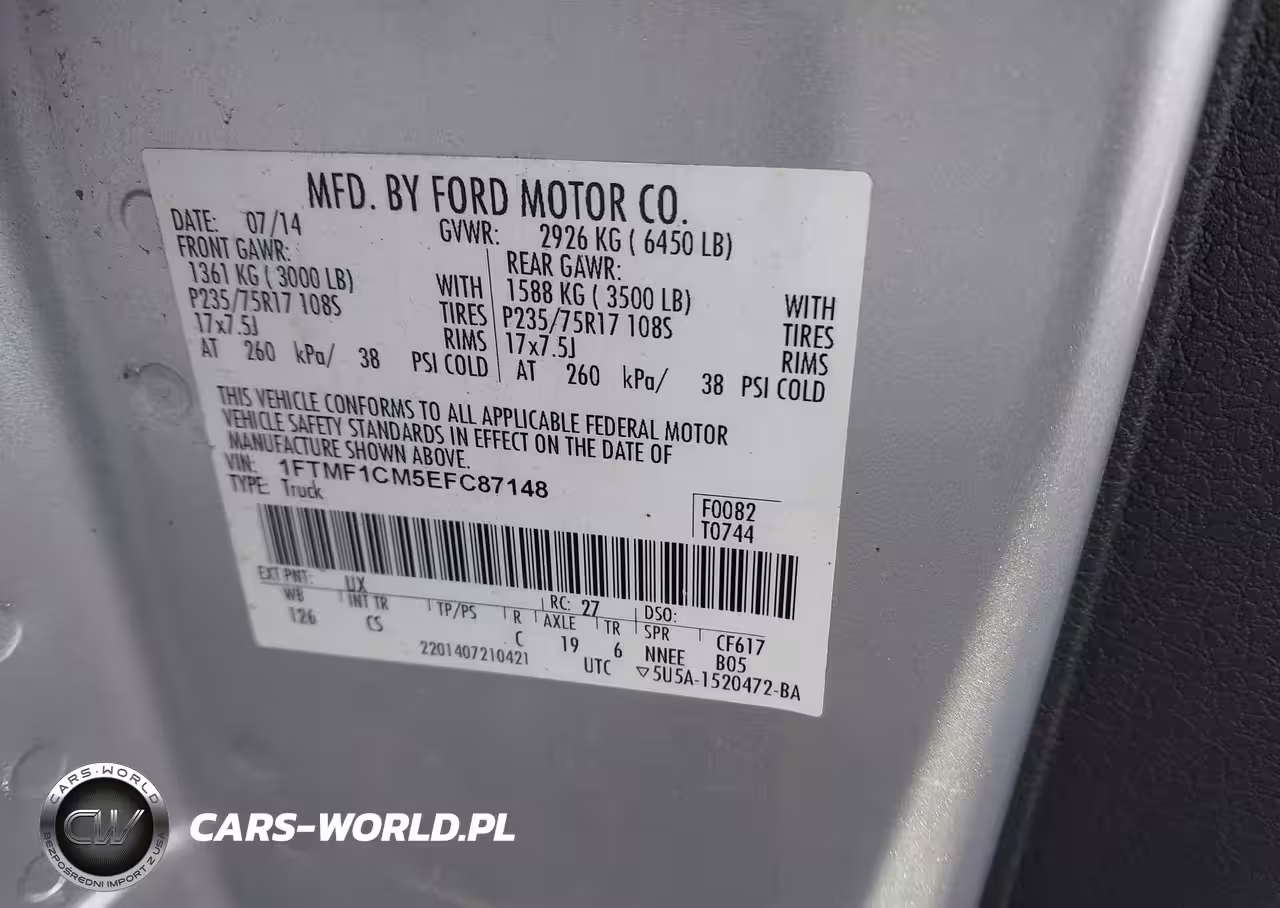 MFD. BY FORD MOTOR CO.
DATE: 07/14 GVWR: 2926 KG ( 6450 LB)
FRONT GAWR: REAR GAWR:
1361 KG ( 3000 LB) WITH 1588 KG ( 3500 LB) WITH
P235/75R17 108S TIRES P235/75R17 108S TIRES
17x7.5J RIMS 17x7.5J RIMS
AT 260 kPa/ 38 PSI COLD AT 260 kPa/ 38 PSI COLD
THIS VEHICLE CONFORMS TO ALL APPLICABLE FEDERAL MOTOR
VEHICLE SAFETY STANDARDS IN EFFECT ON THE DATE OF
MANUFACTURE SHOWN ABOVE.
VIN: 1FTMF1CM5EFC87148
TYPE: Truck
F0082
T0744
EXT PNT: UX RC: 27 DSO:
WB INT TR TP/PS R AXLE TR SPR CF617
126 CS C 19 6 NNEE B05
2201407210421 UTC ▽5U5A-1520472-BA
CARS-WORLD
CW
BEZPOŚREDNI IMPORT Z USA
CARS-WORLD.PL